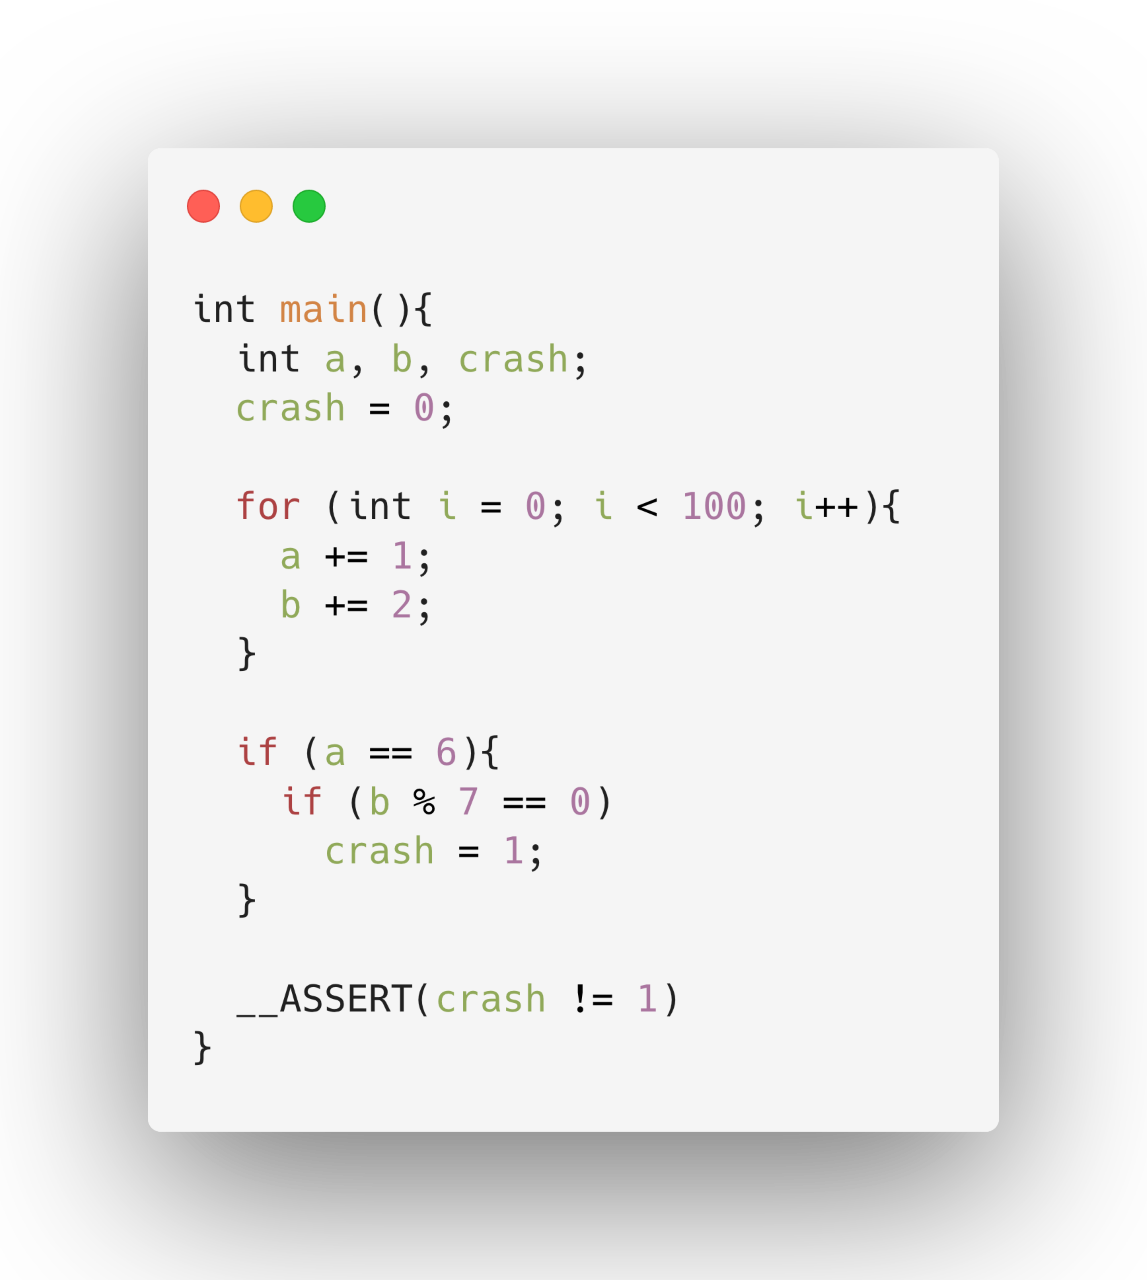 int main(){
  int a, b, crash;
  crash = 0;

  for (int i = 0; i < 100; i++){
    a += 1;
    b += 2;
  }

  if (a == 6){
    if (b % 7 == 0)
      crash = 1;
  }

  __ASSERT(crash != 1)
}